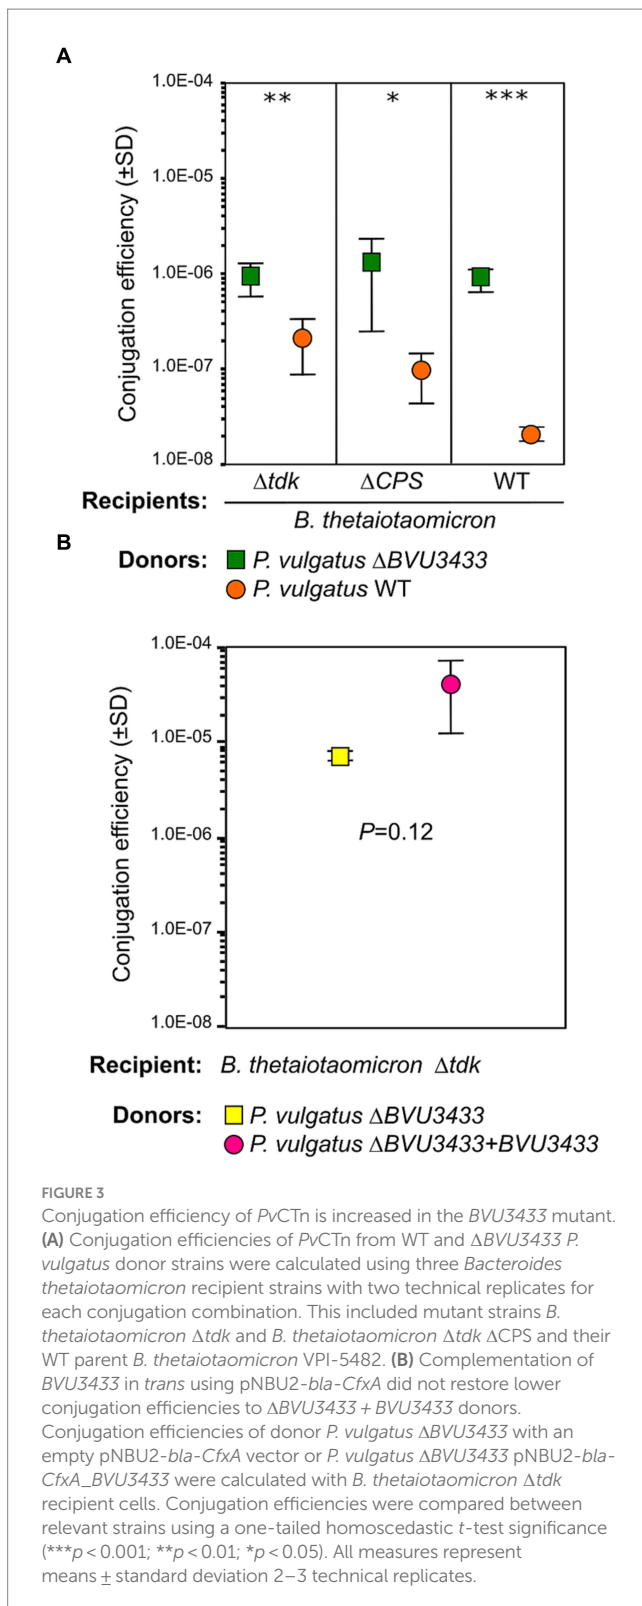 A
1.0E-04
** * ***
1.0E-05
1.0E-06
1.0E-07
1.0E-08
Conjugation efficiency (±SD)
Δtdk ΔCPS WT
Recipients:
B. thetaiotaomicron
B
Donors: P. vulgatus ΔBVU3433
P. vulgatus WT
1.0E-04
1.0E-05
1.0E-06
1.0E-07
1.0E-08
Conjugation efficiency (±SD)
P=0.12
Recipient: B. thetaiotaomicron Δtdk
Donors: P. vulgatus ΔBVU3433
P. vulgatus ΔBVU3433+BVU3433
FIGURE 3
Conjugation efficiency of PvCTn is increased in the BVU3433 mutant.
(A) Conjugation efficiencies of PvCTn from WT and ΔBVU3433 P.
vulgatus donor strains were calculated using three Bacteroides
thetaiotaomicron recipient strains with two technical replicates for
each conjugation combination. This included mutant strains B.
thetaiotaomicron Δtdk and B. thetaiotaomicron Δtdk ΔCPS and their
WT parent B. thetaiotaomicron VPI-5482. (B) Complementation of
BVU3433 in trans using pNBU2-bla-CfxA did not restore lower
conjugation efficiencies to ΔBVU3433 + BVU3433 donors.
Conjugation efficiencies of donor P. vulgatus ΔBVU3433 with an
empty pNBU2-bla-CfxA vector or P. vulgatus ΔBVU3433 pNBU2-bla-
CfxA_BVU3433 were calculated with B. thetaiotaomicron Δtdk
recipient cells. Conjugation efficiencies were compared between
relevant strains using a one-tailed homoscedastic t-test significance
(***p < 0.001; **p < 0.01; *p < 0.05). All measures represent
means ± standard deviation 2–3 technical replicates.